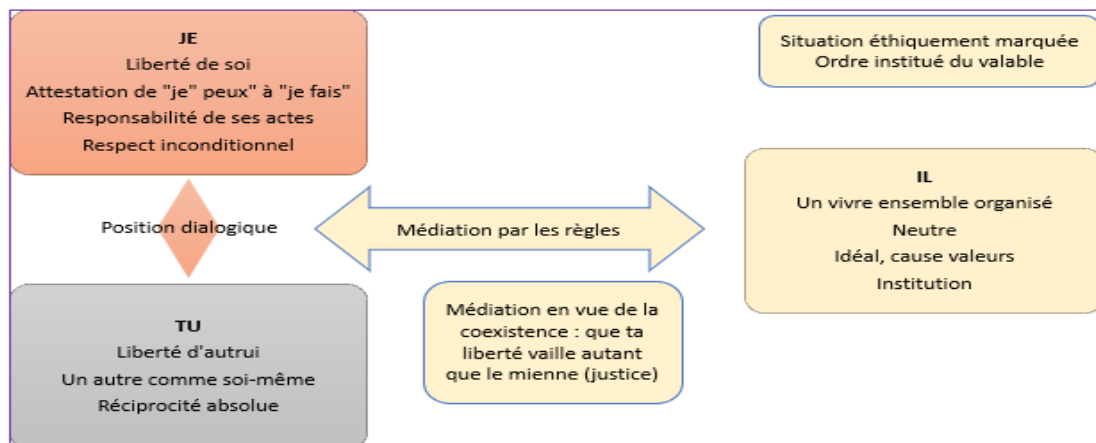 JE
Liberté de soi
Attestation de "je" peux" à "je fais"
Responsabilité de ses actes
Respect inconditionnel
Situation éthiquement marquée
Ordre institué du valable
Position dialogique
Médiation par les règles
IL
Un vivre ensemble organisé
Neutre
Idéal, cause valeurs
Institution
TU
Liberté d'autrui
Un autre comme soi-même
Réciprocité absolue
Médiation en vue de la
coexistence : que ta
liberté vaille autant
que le mienne (justice)